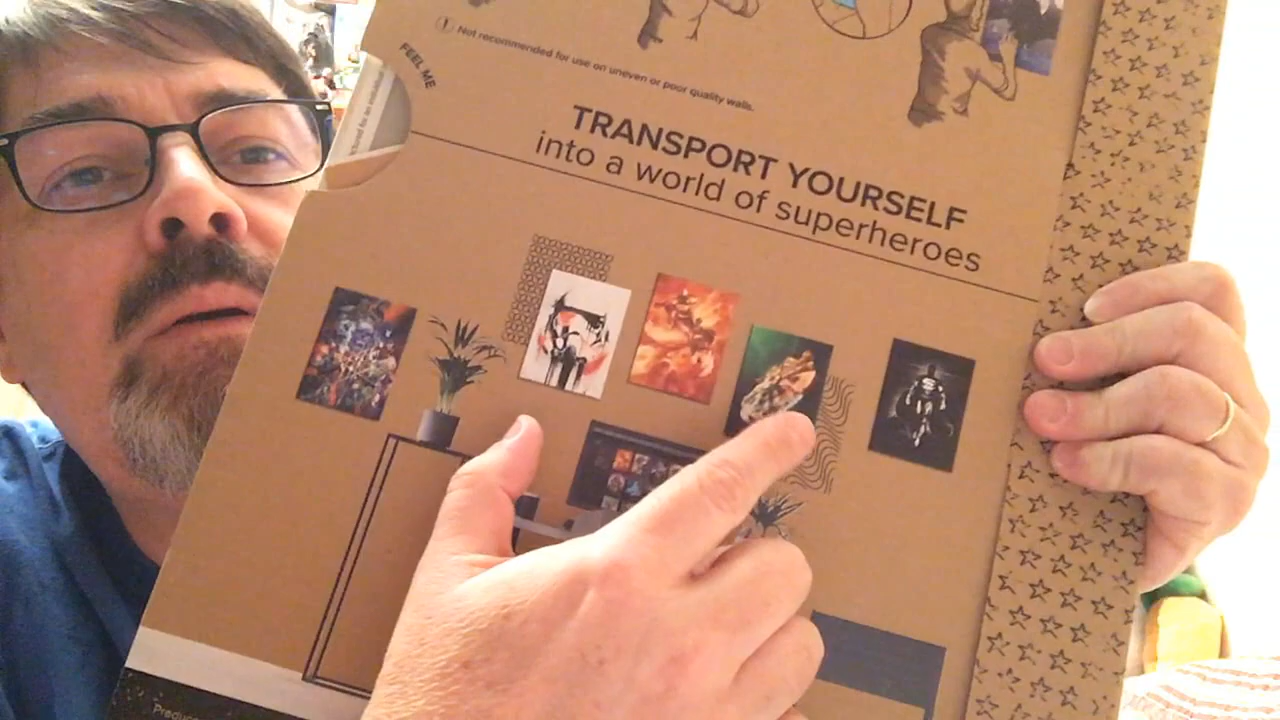 Not recommended for use on uneven or poor quality walls.
FEEL ME
TRANSPORT YOURSELF
into a world of superheroes